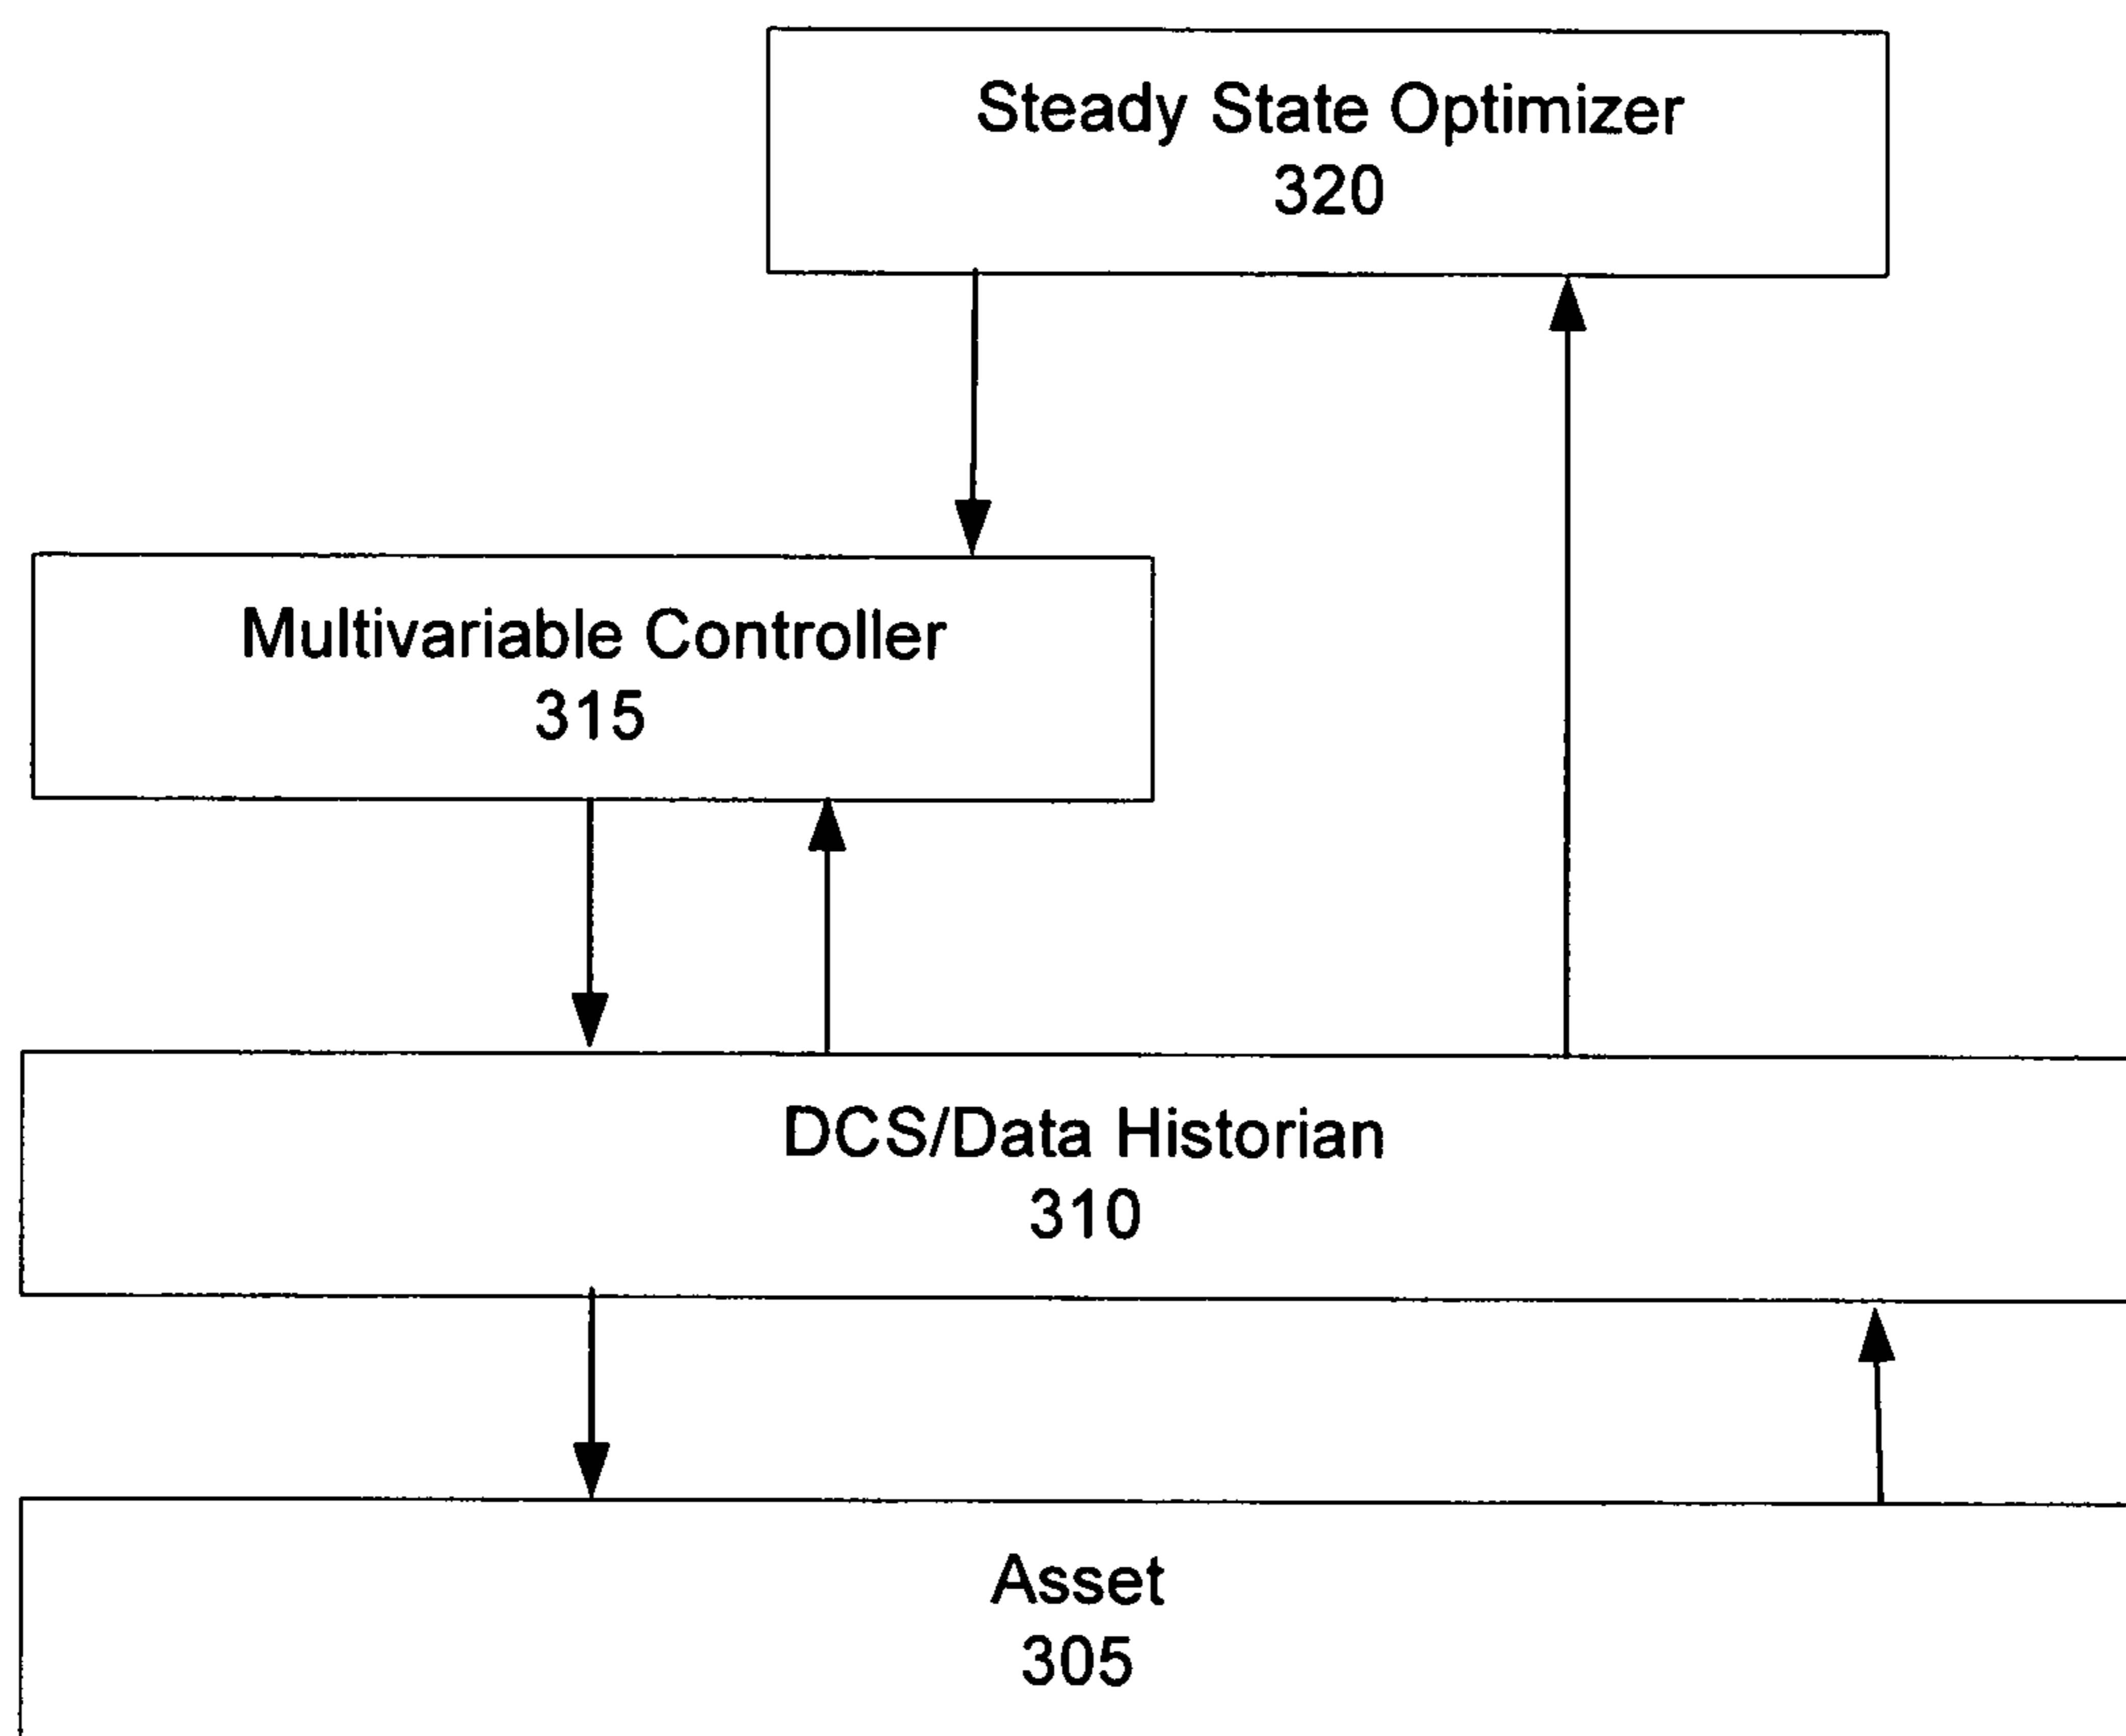 Steady State Optimizer
320
Multivariable Controller
315
DCS/Data Historian
310
Asset
305